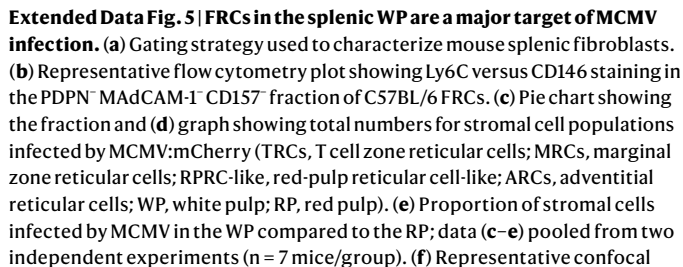 Extended Data Fig. 5 | FRCs in the splenic WP are a major target of MCMV
infection. (a) Gating strategy used to characterize mouse splenic fibroblasts.
(b) Representative flow cytometry plot showing Ly6C versus CD146 staining in
the PDPN⁻ MAdCAM-1⁻ CD157⁻ fraction of C57BL/6 FRCs. (c) Pie chart showing
the fraction and (d) graph showing total numbers for stromal cell populations
infected by MCMV:mCherry (TRCs, T cell zone reticular cells; MRCs, marginal
zone reticular cells; RPRC-like, red-pulp reticular cell-like; ARCs, adventitial
reticular cells; WP, white pulp; RP, red pulp). (e) Proportion of stromal cells
infected by MCMV in the WP compared to the RP; data (c–e) pooled from two
independent experiments (n = 7 mice/group). (f) Representative confocal